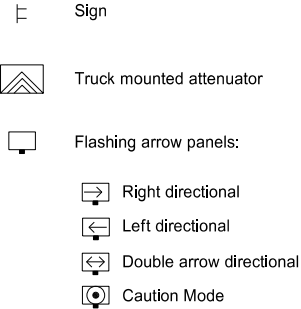 Sign
Truck mounted attenuator
Flashing arrow panels:
Right directional
Left directional
Double arrow directional
Caution Mode